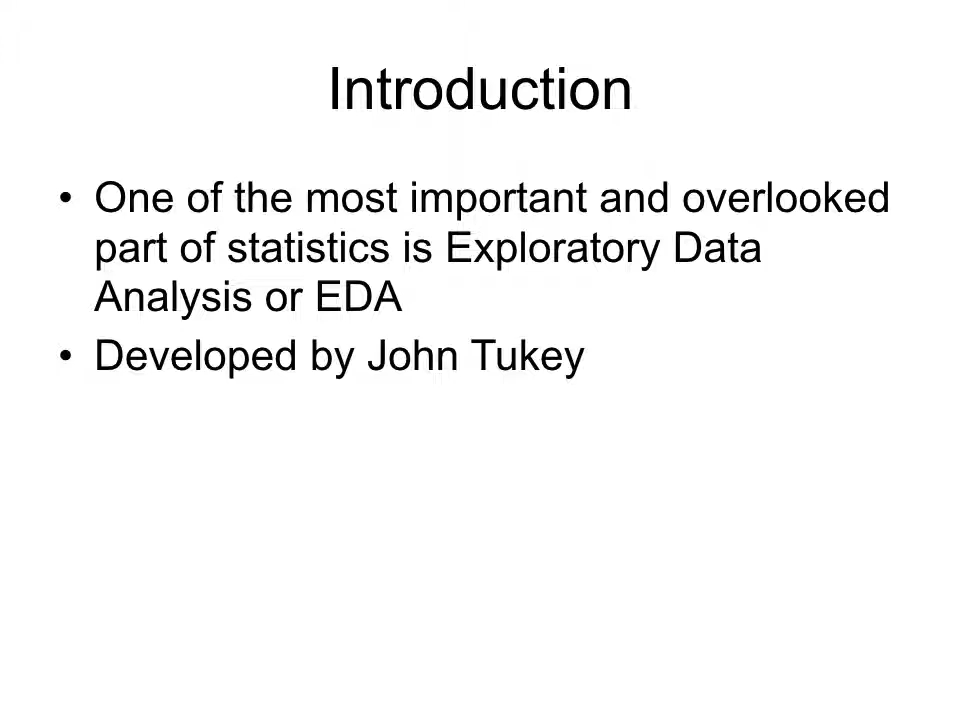 Introduction
• One of the most important and overlooked
part of statistics is Exploratory Data
Analysis or EDA
• Developed by John Tukey